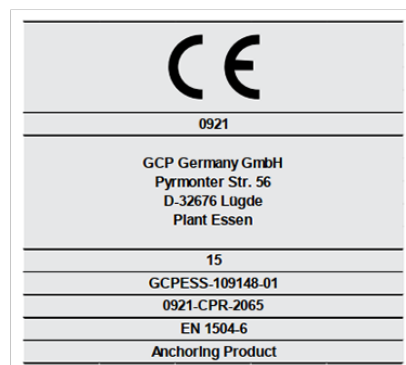 CE
0921
GCP Germany GmbH
Pyrmonter Str. 56
D-32676 Lügde
Plant Essen
15
GCPESS-109148-01
0921-CPR-2065
EN 1504-6
Anchoring Product